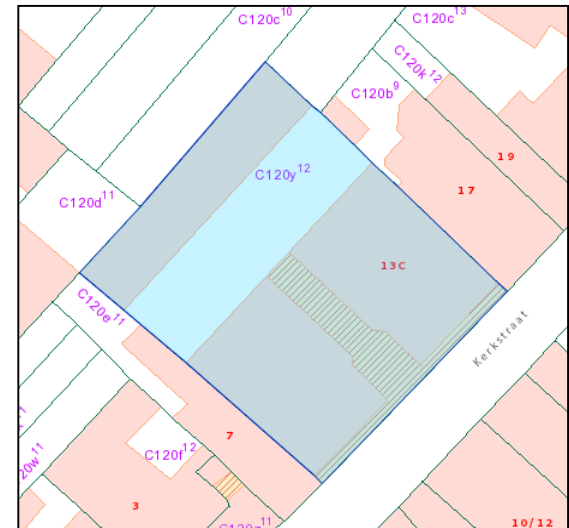 C120c¹⁰
C120c¹³
C120k¹²
C120b⁹
19
C120y¹²
17
C120d¹¹
13C
C120e¹¹
Kerkstraat
7
C120f¹²
3
10/12